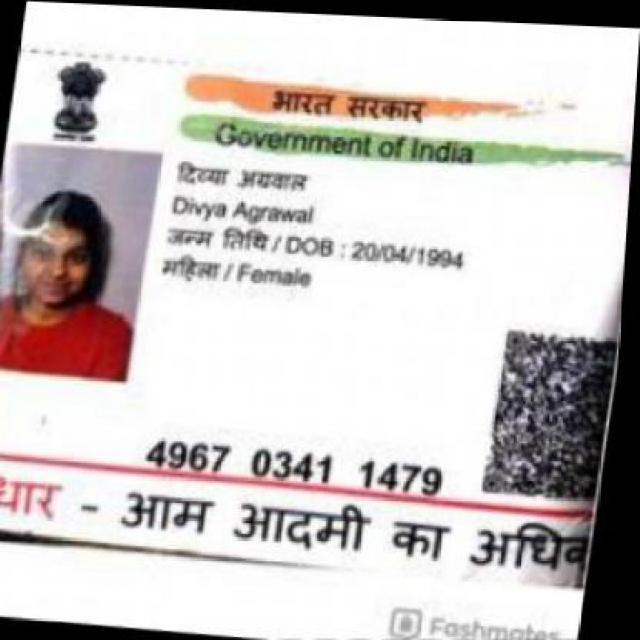 भारत सरकार
Government of India
दिव्या अग्रवाल
Divya Agrawal
जन्म तिथि / DOB : 20/04/1994
महिला / Female
4967 0341 1479
धार - आम आदमी का अधिक
Fashmates